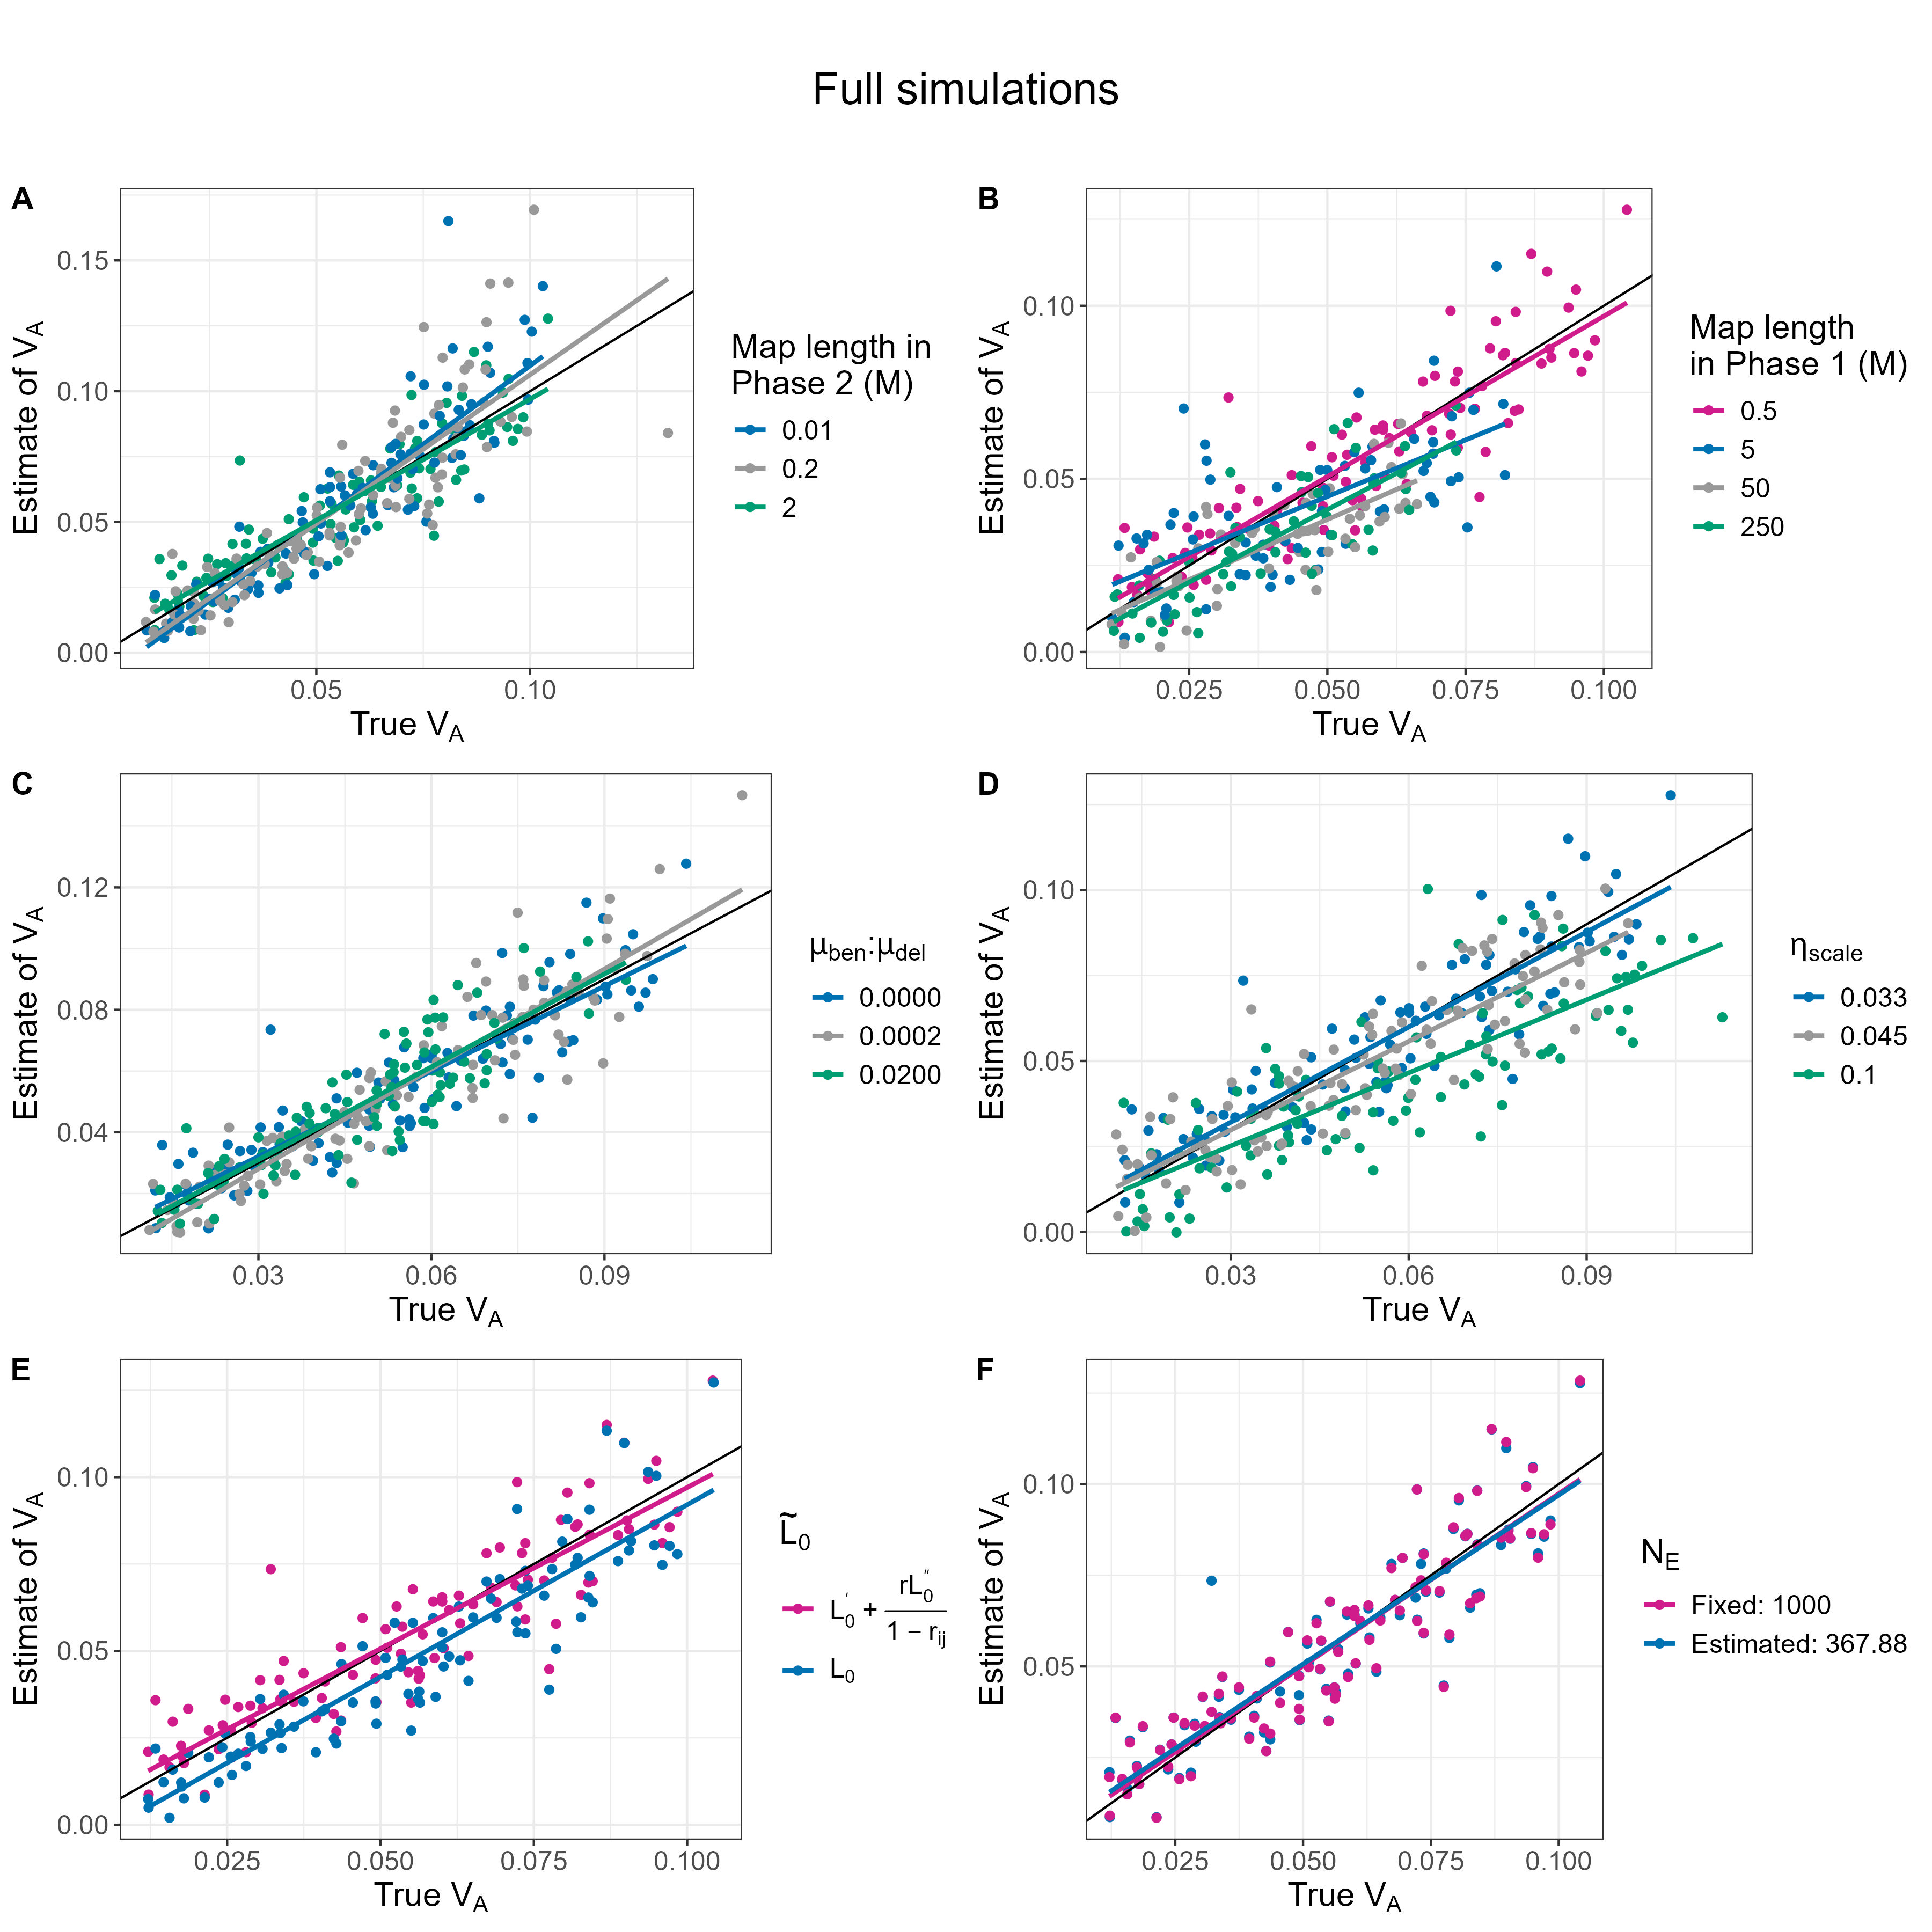 Full simulations
A
Estimate of V_A
0.15
0.10
0.05
0.00
0.05 0.10
True V_A
Map length in
Phase 2 (M)
0.01
0.2
2
B
Estimate of V_A
0.10
0.05
0.00
0.025 0.050 0.075 0.100
True V_A
Map length
in Phase 1 (M)
0.5
5
50
250
C
Estimate of V_A
0.12
0.08
0.04
0.03 0.06 0.09
True V_A
μ_ben:μ_del
0.0000
0.0002
0.0200
D
Estimate of V_A
0.10
0.05
0.00
0.03 0.06 0.09
True V_A
η_scale
0.033
0.045
0.1
E
Estimate of V_A
0.10
0.05
0.00
0.025 0.050 0.075 0.100
True V_A
L̃_0
L_0' + rL_0'' / (1 − r_ij)
L_0
F
Estimate of V_A
0.10
0.05
0.025 0.050 0.075 0.100
True V_A
N_E
Fixed: 1000
Estimated: 367.88